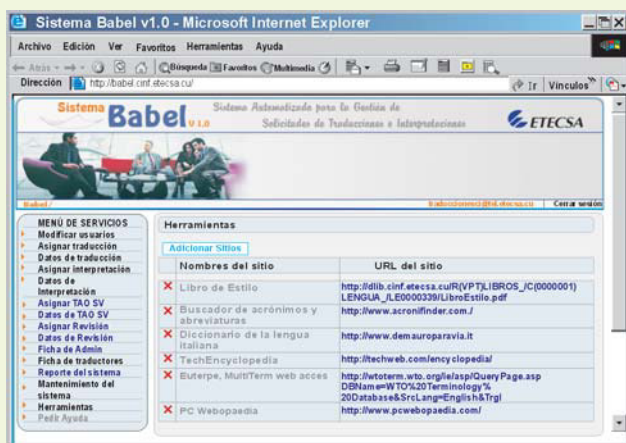 Sistema Babel v1.0 - Microsoft Internet Explorer
Archivo Edición Ver Favoritos Herramientas Ayuda
Atrás Búsqueda Favoritos Multimedia
Dirección http://babel.cinf.etecsa.cu/ Ir Vínculos
Sistema Babel v 1.0
Sistema Automatizado para la Gestión de
Solicitudes de Traducciones e Interpretaciones
ETECSA
Babel / Cerrar sesión
MENÚ DE SERVICIOS
Modificar usuarios
Asignar traducción
Datos de traducción
Asignar interpretación
Datos de
Interpretación
Asignar TAO SV
Datos de TAO SV
Asignar Revisión
Datos de Revisión
Ficha de Admin
Ficha de traductores
Reporte del sistema
Mantenimiento del
sistema
Herramientas
Pedir Ayuda
Herramientas
Adicionar Sitios
Nombres del sitio URL del sitio
Libro de Estilo http://dlib.cinf.etecsa.cu/R(VPT)LIBROS_/C(0000001)
LENGUA_/LE0000339/LibroEstilo.pdf
Buscador de acrónimos y
abreviaturas http://www.acronifinder.com./
Diccionario de la lengua
italiana http://www.demauroparavia.it
TechEncyclopedia http://techweb.com/encyclopedia/
Euterpe, MultiTerm web acces http://wtoterm.wto.org/ie/asp/QueryPage.asp
DBName=WTO%20Terminology%
20Database&SrcLang=English&Trgl
PC Webopaedia http://www.pcwebopaedia.com/